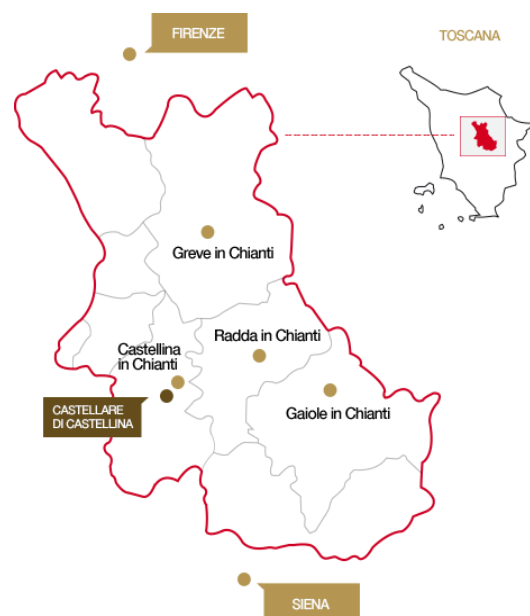 FIRENZE
TOSCANA
Greve in Chianti
Radda in Chianti
Castellina
in Chianti
CASTELLARE
DI CASTELLINA
Gaiole in Chianti
SIENA